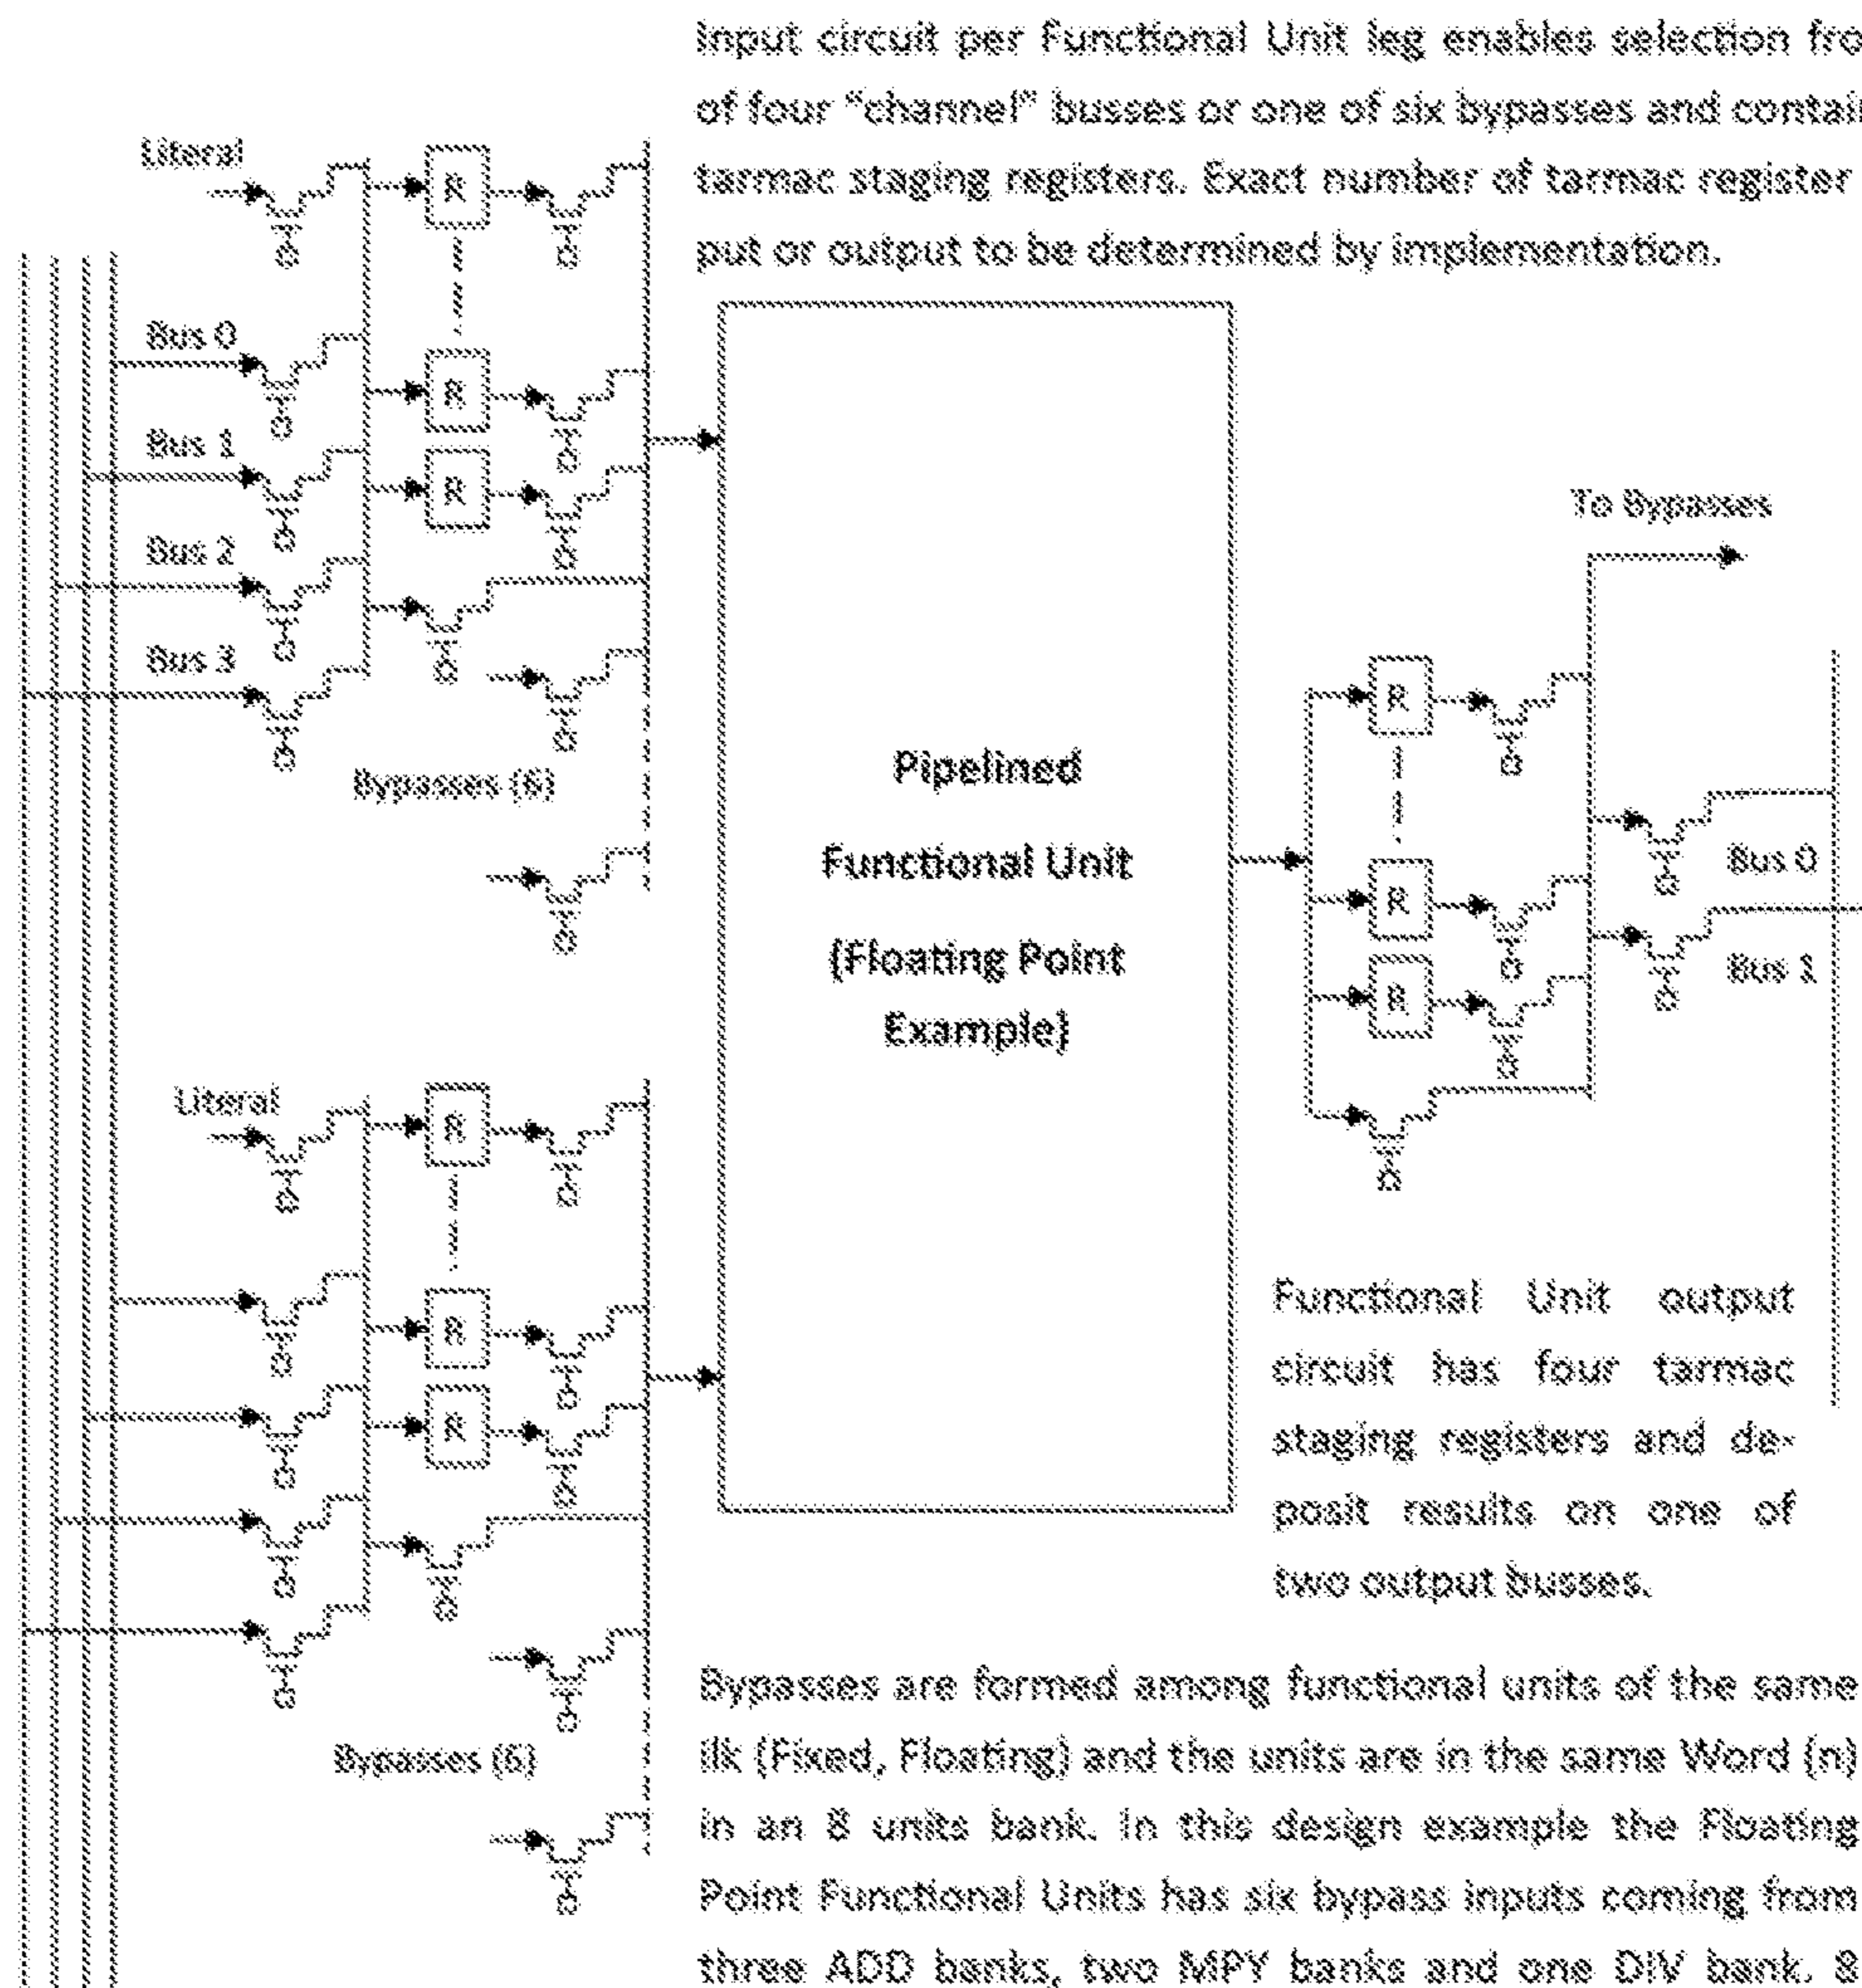 Input circuit per Functional Unit leg enables selection fro
of four “channel” busses or one of six bypasses and contai
tarmac staging registers. Exact number of tarmac register
put or output to be determined by implementation.
Literal
R
Bus 0
R
Bus 1
R
Bus 2
Bus 3
Bypasses (6)
Pipelined
Functional Unit
(Floating Point
Example)
To Bypasses
R
R
R
Bus 0
Bus 1
Literal
R
R
R
Bypasses (6)
Functional Unit output
circuit has four tarmac
staging registers and de-
posit results on one of
two output busses.
Bypasses are formed among functional units of the same
ilk (Fixed, Floating) and the units are in the same Word (n)
in an 8 units bank. In this design example the Floating
Point Functional Units has six bypass inputs coming from
three ADD banks, two MPY banks and one DIV bank. 8